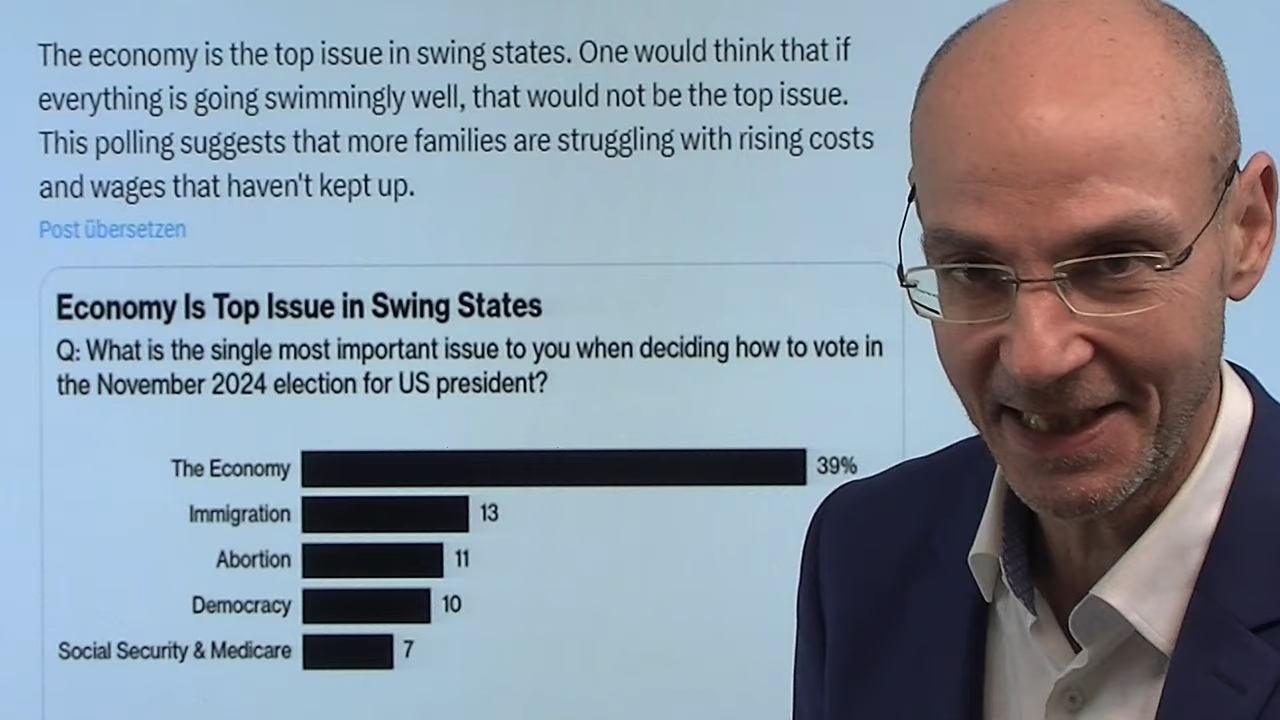 The economy is the top issue in swing states. One would think that if
everything is going swimmingly well, that would not be the top issue.
This polling suggests that more families are struggling with rising costs
and wages that haven't kept up.
Post übersetzen
Economy Is Top Issue in Swing States
Q: What is the single most important issue to you when deciding how to vote in
the November 2024 election for US president?
The Economy 39%
Immigration 13
Abortion 11
Democracy 10
Social Security & Medicare 7